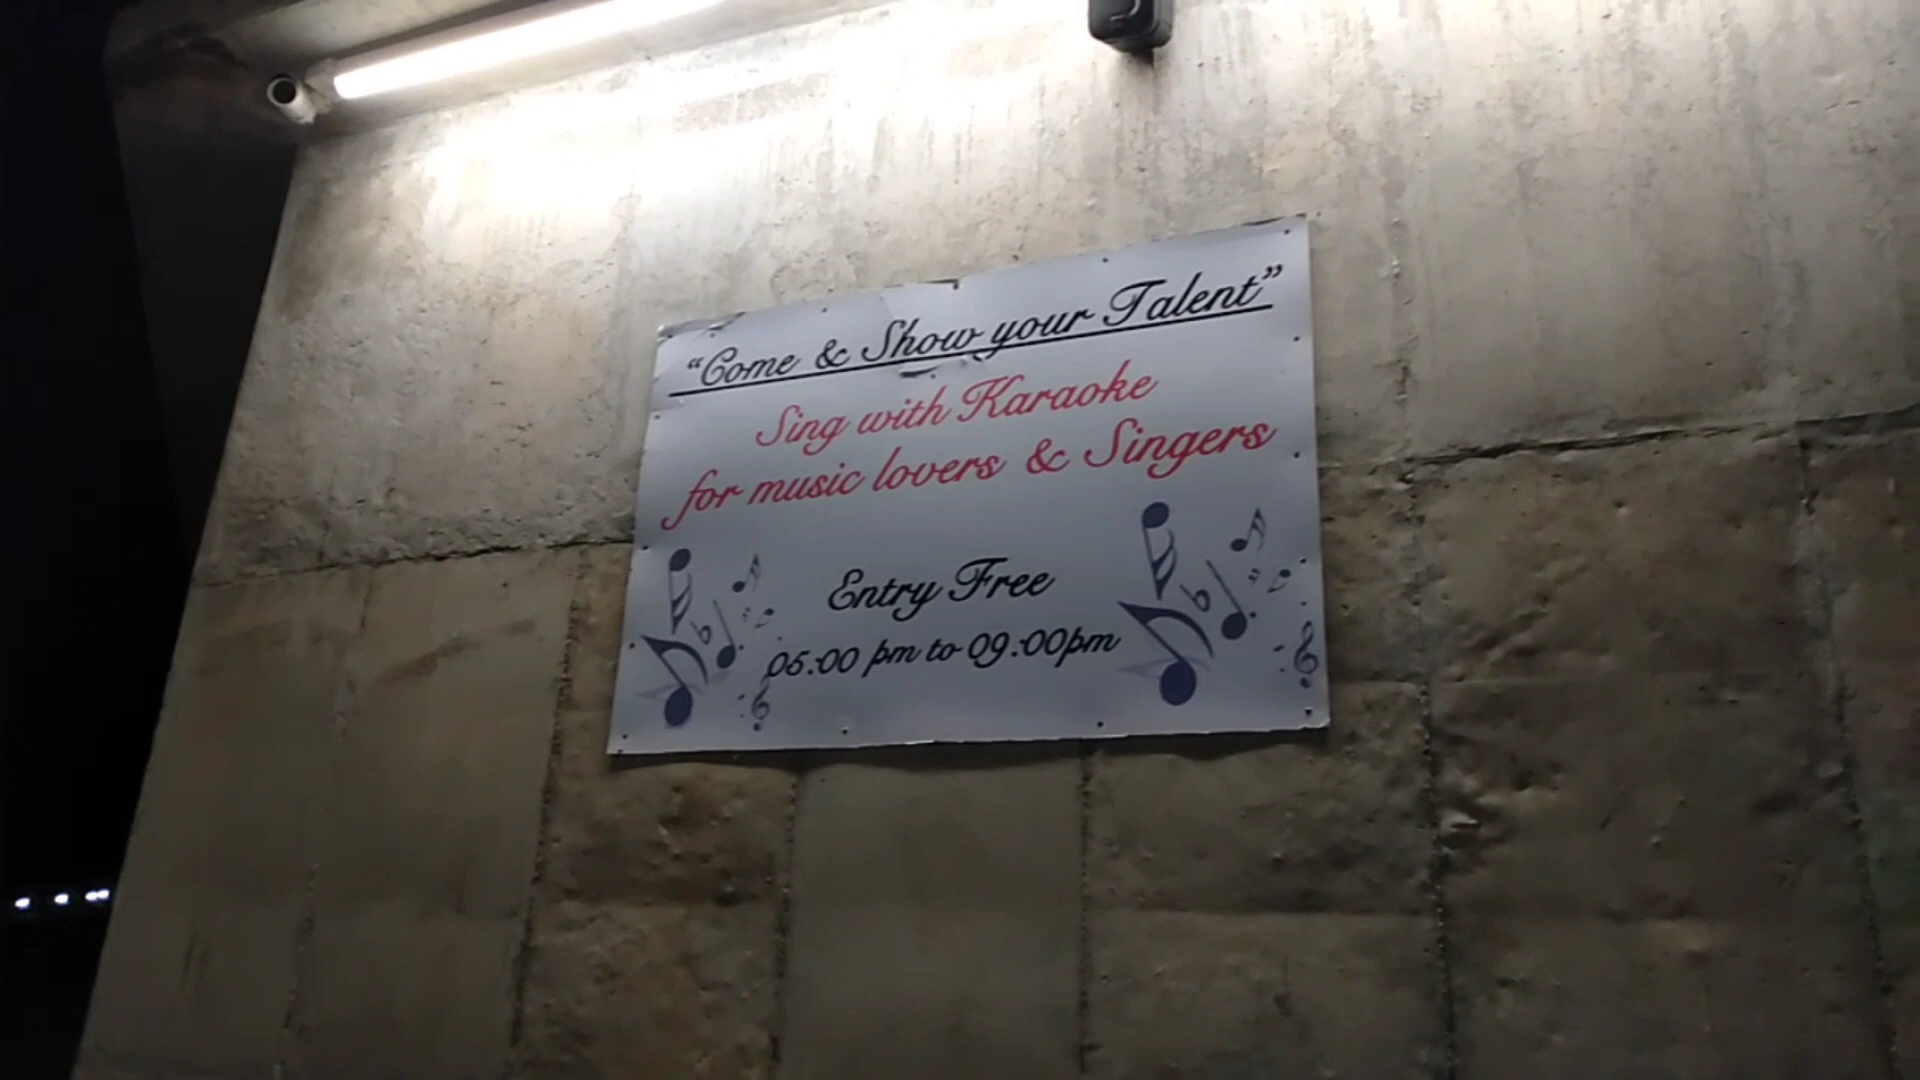 “Come & Show your Talent”
Sing with Karaoke
for music lovers & Singers
Entry Free
05:00 pm to 09:00pm